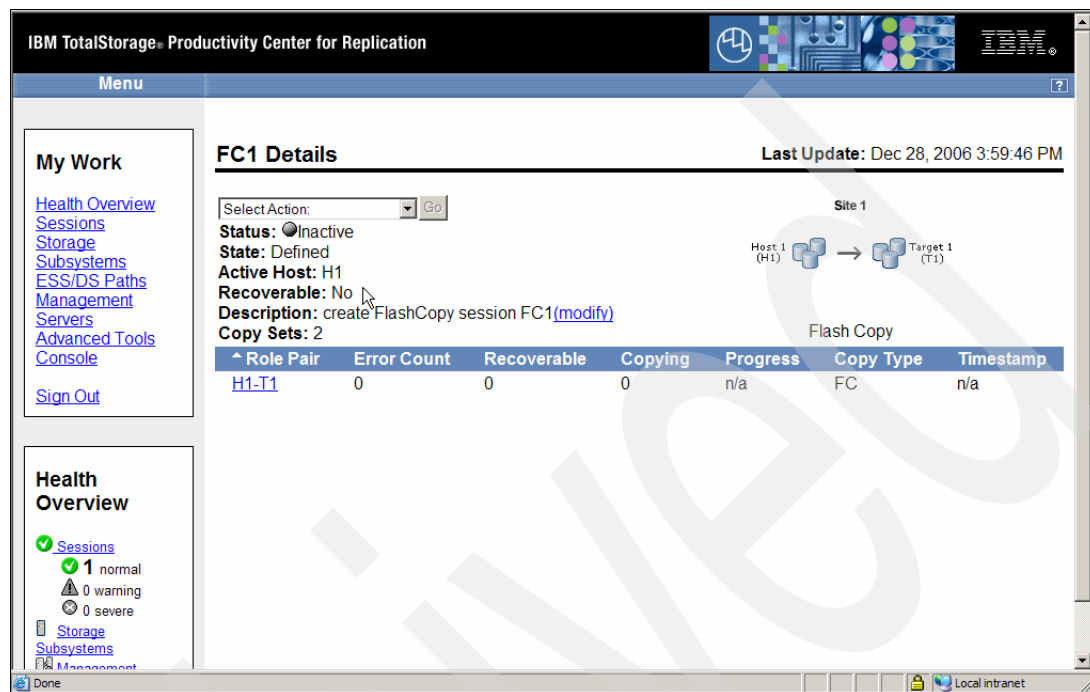 IBM TotalStorage® Productivity Center for Replication
IBM®
Menu
?
My Work
Health Overview
Sessions
Storage
Subsystems
ESS/DS Paths
Management
Servers
Advanced Tools
Console
Sign Out
Health
Overview
Sessions
1 normal
0 warning
0 severe
Storage
Subsystems
Management
FC1 Details
Last Update: Dec 28, 2006 3:59:46 PM
Select Action:
Go
Status: Inactive
State: Defined
Active Host: H1
Recoverable: No
Description: create FlashCopy session FC1(modify)
Copy Sets: 2
Site 1
Host 1
(H1)
Target 1
(T1)
Flash Copy
Role Pair Error Count Recoverable Copying Progress Copy Type Timestamp
H1-T1 0 0 0 n/a FC n/a
Done
Local intranet